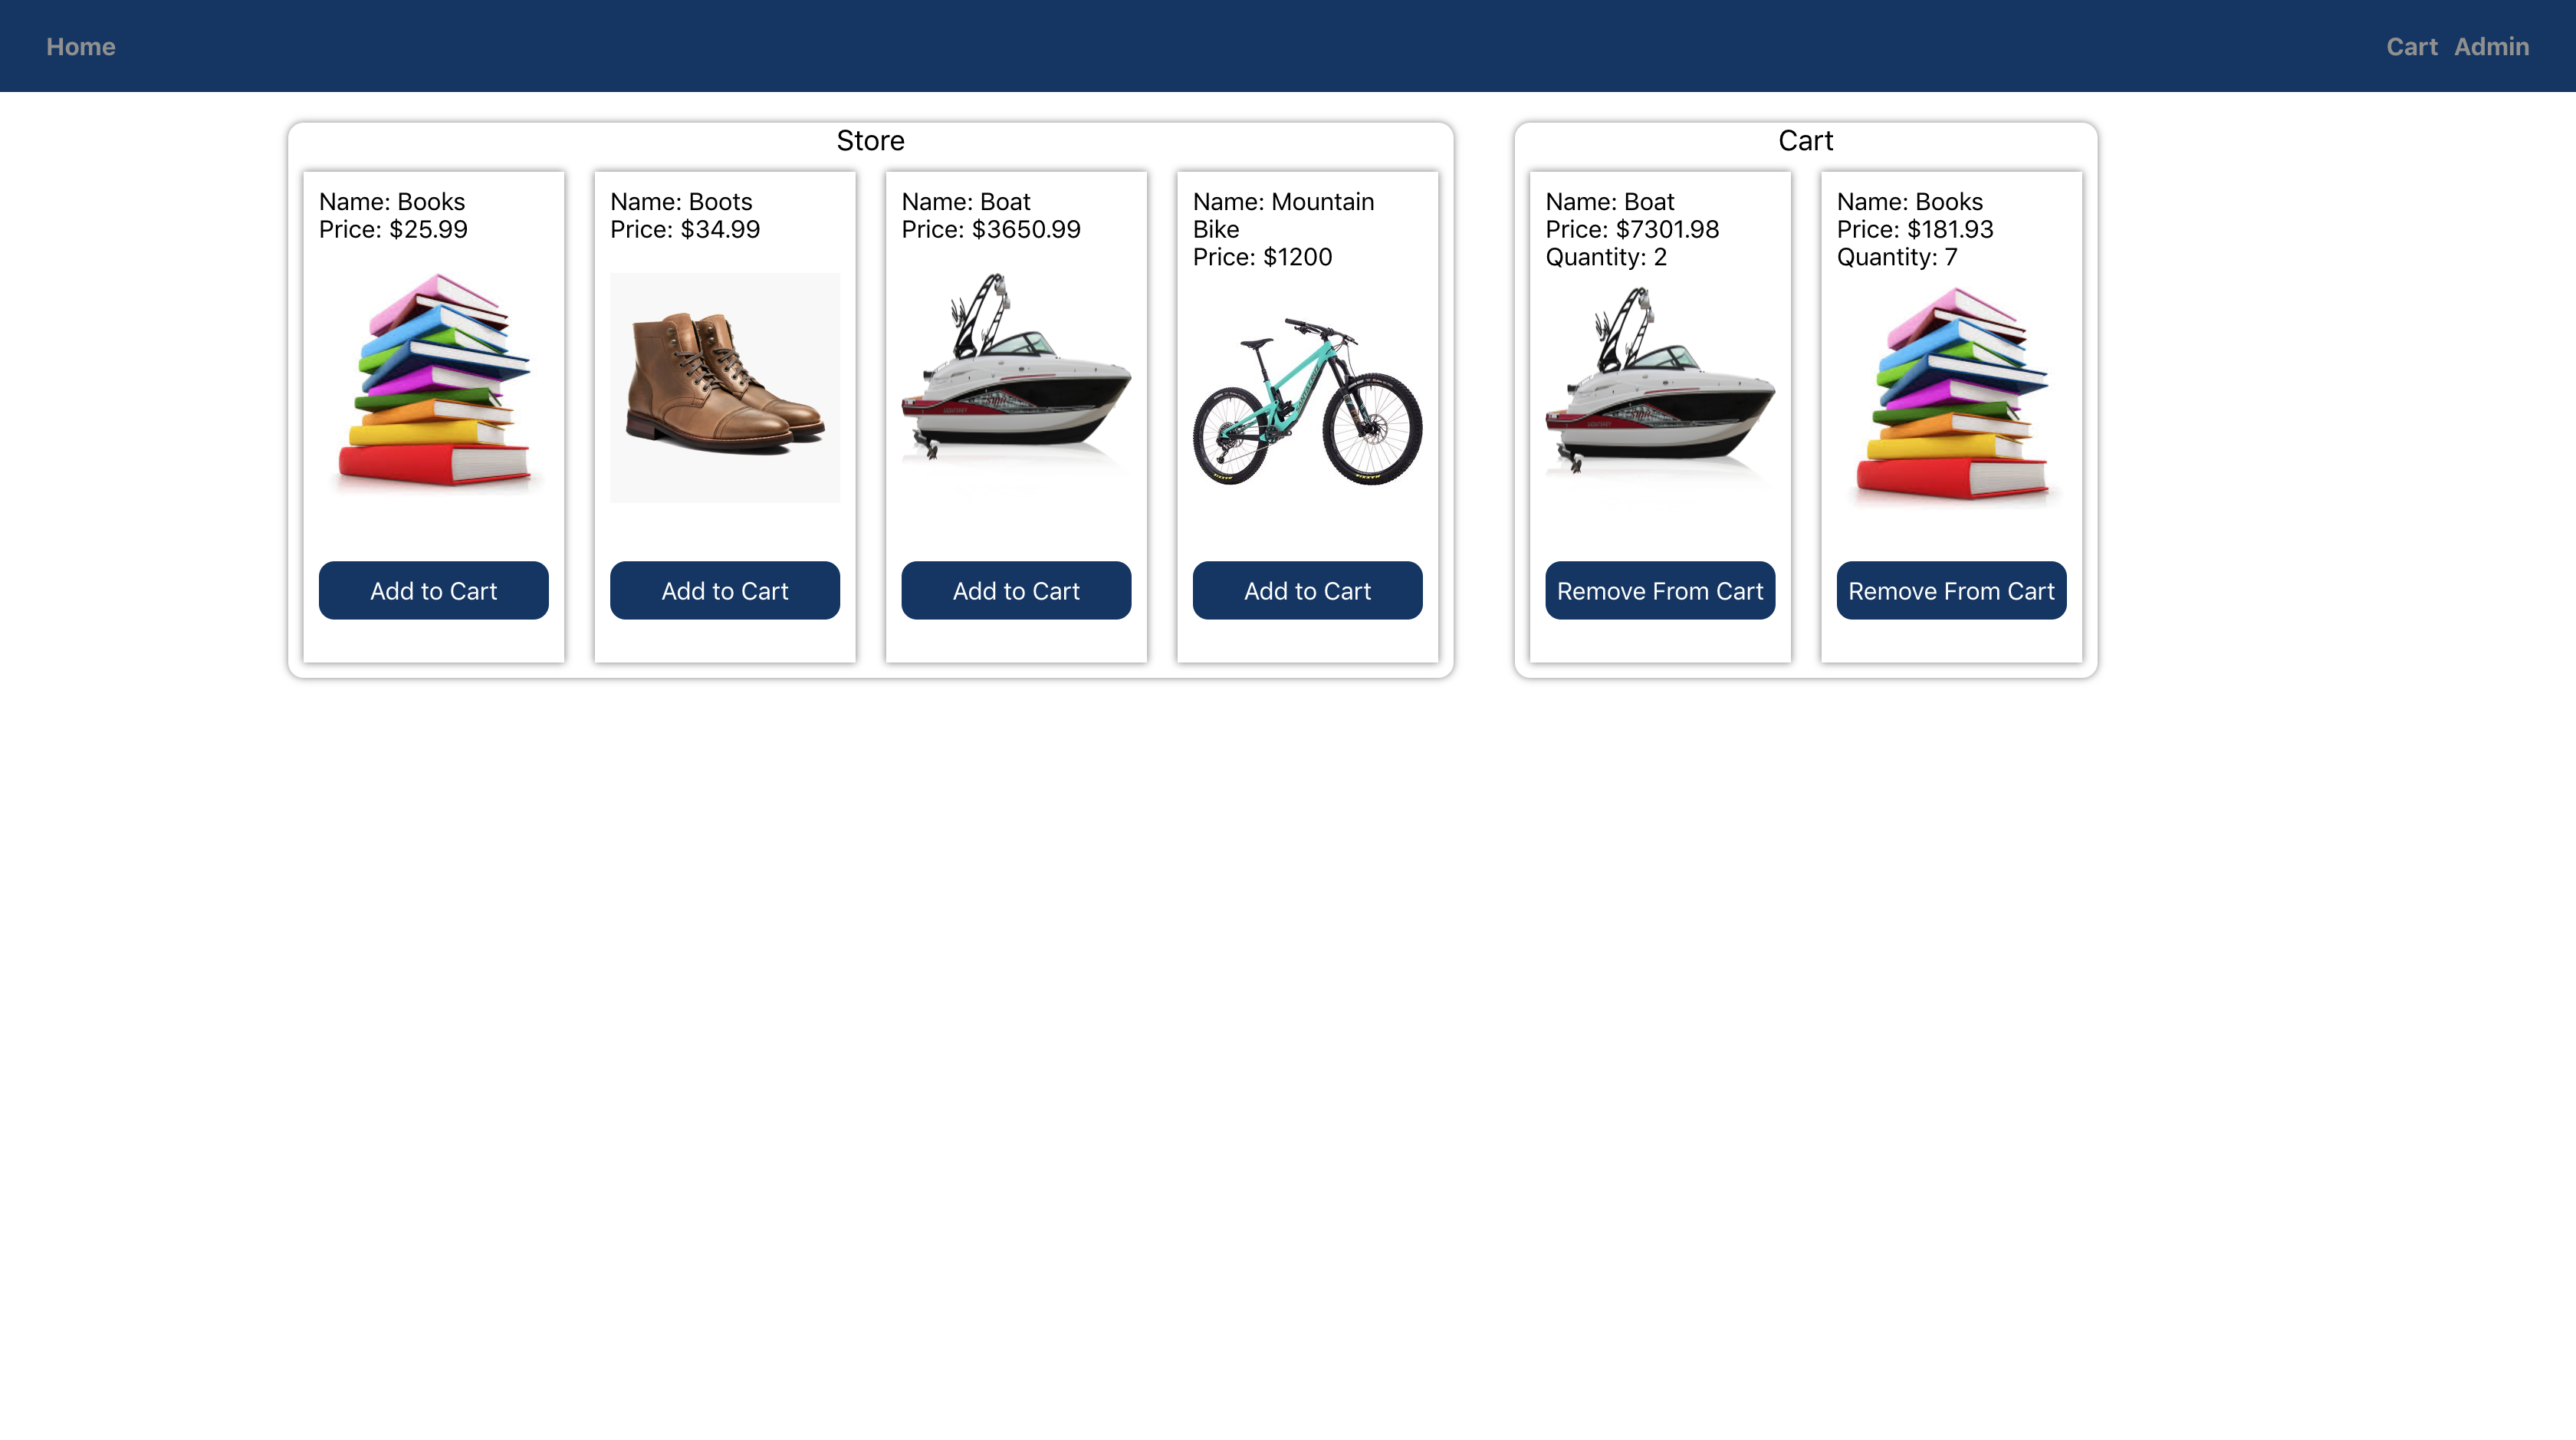 Home
Cart Admin
Store
Name: Books
Price: $25.99
Add to Cart
Name: Boots
Price: $34.99
Add to Cart
Name: Boat
Price: $3650.99
Add to Cart
Name: Mountain
Bike
Price: $1200
Add to Cart
Cart
Name: Boat
Price: $7301.98
Quantity: 2
Remove From Cart
Name: Books
Price: $181.93
Quantity: 7
Remove From Cart